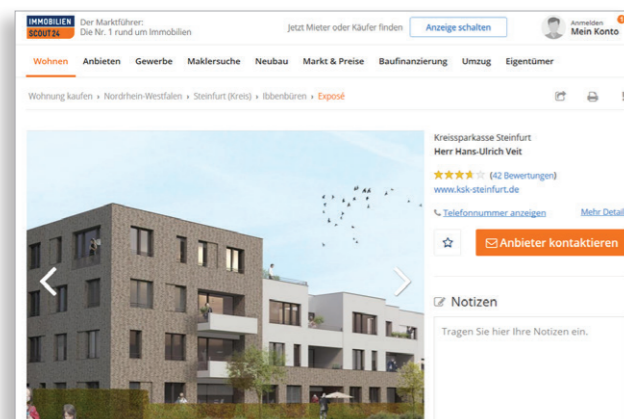 IMMOBILIEN
SCOUT24
Der Marktführer:
Die Nr. 1 rund um Immobilien
Jetzt Mieter oder Käufer finden
Anzeige schalten
Anmelden
Mein Konto
Wohnen Anbieten Gewerbe Maklersuche Neubau Markt & Preise Baufinanzierung Umzug Eigentümer
Wohnung kaufen › Nordrhein-Westfalen › Steinfurt (Kreis) › Ibbenbüren › Exposé
Kreissparkasse Steinfurt
Herr Hans-Ulrich Veit
(42 Bewertungen)
www.ksk-steinfurt.de
Telefonnummer anzeigen Mehr Detail
Anbieter kontaktieren
Notizen
Tragen Sie hier Ihre Notizen ein.